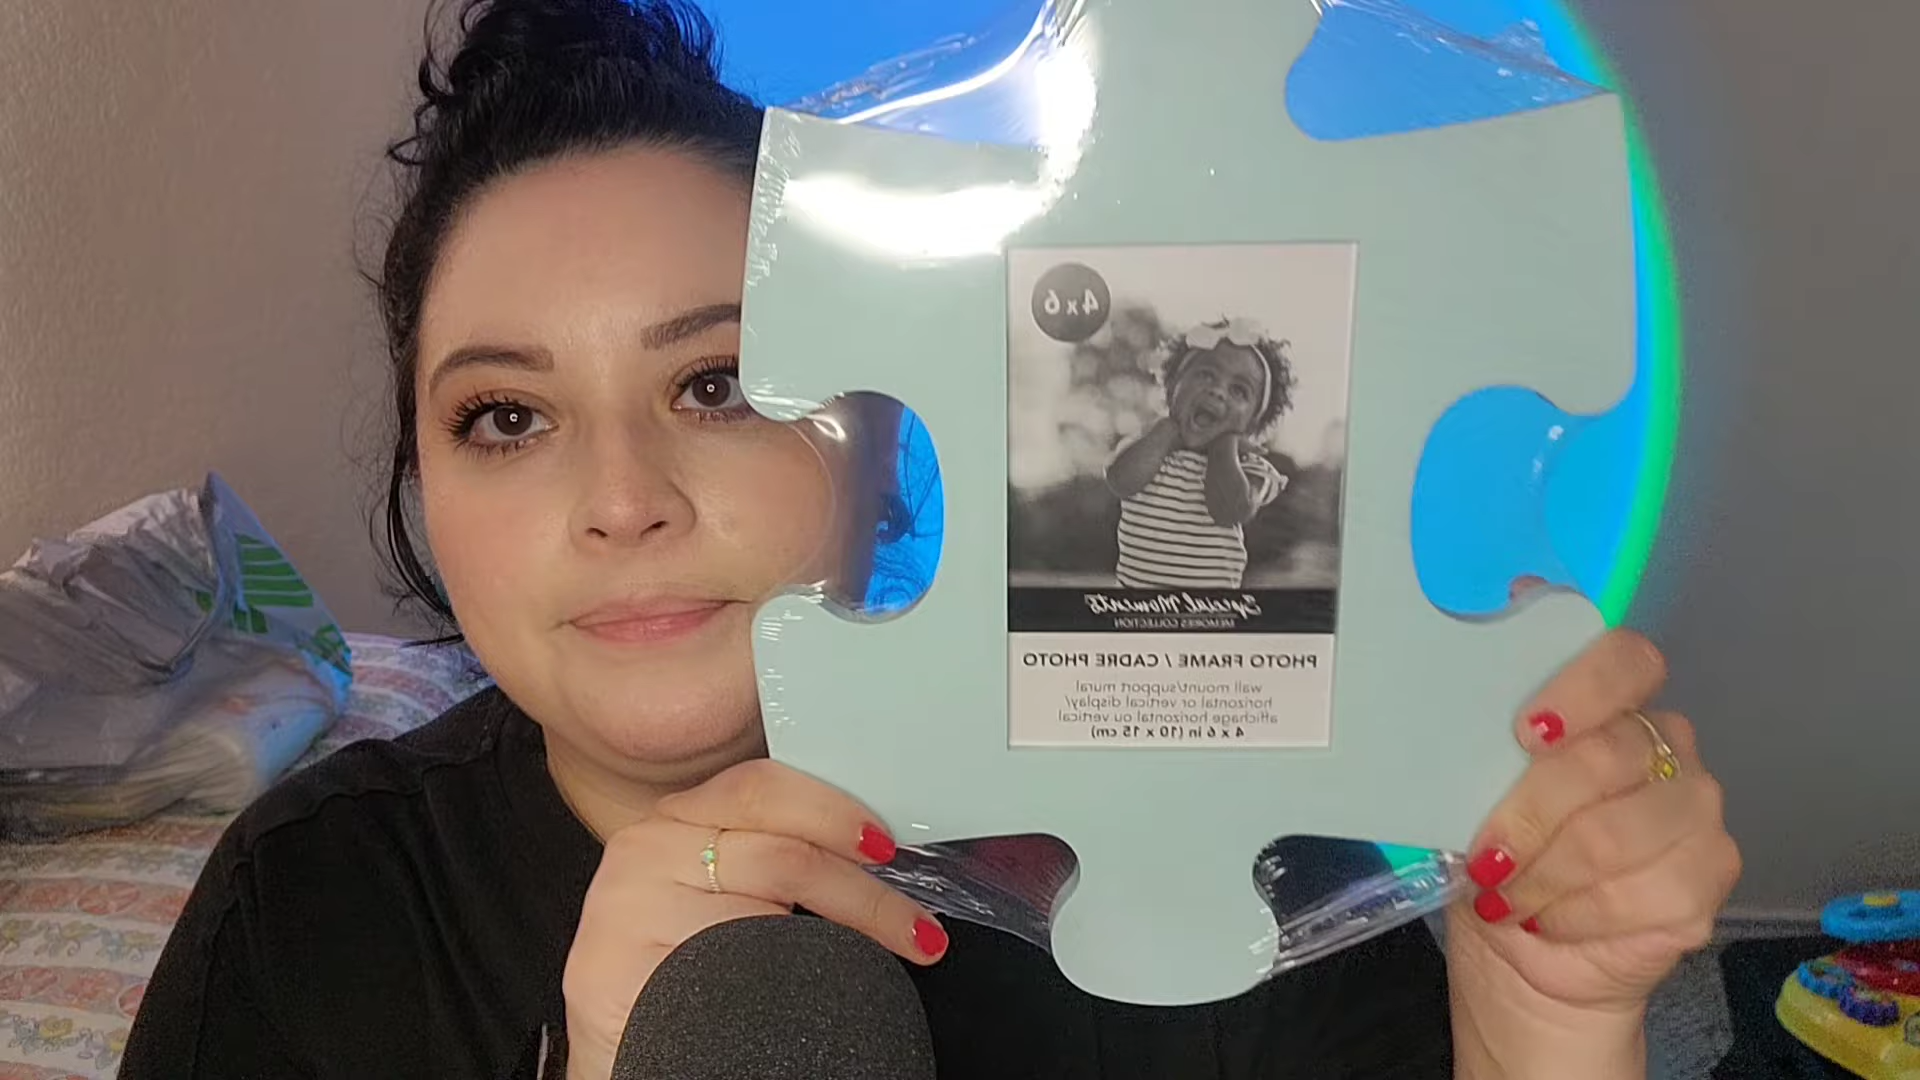 4x6
Special Moments
MEMORIES COLLECTION
PHOTO FRAME / CADRE PHOTO
wall mount/support mural
horizontal or vertical display/
affichage horizontal ou vertical
4 x 6 in (10 x 15 cm)